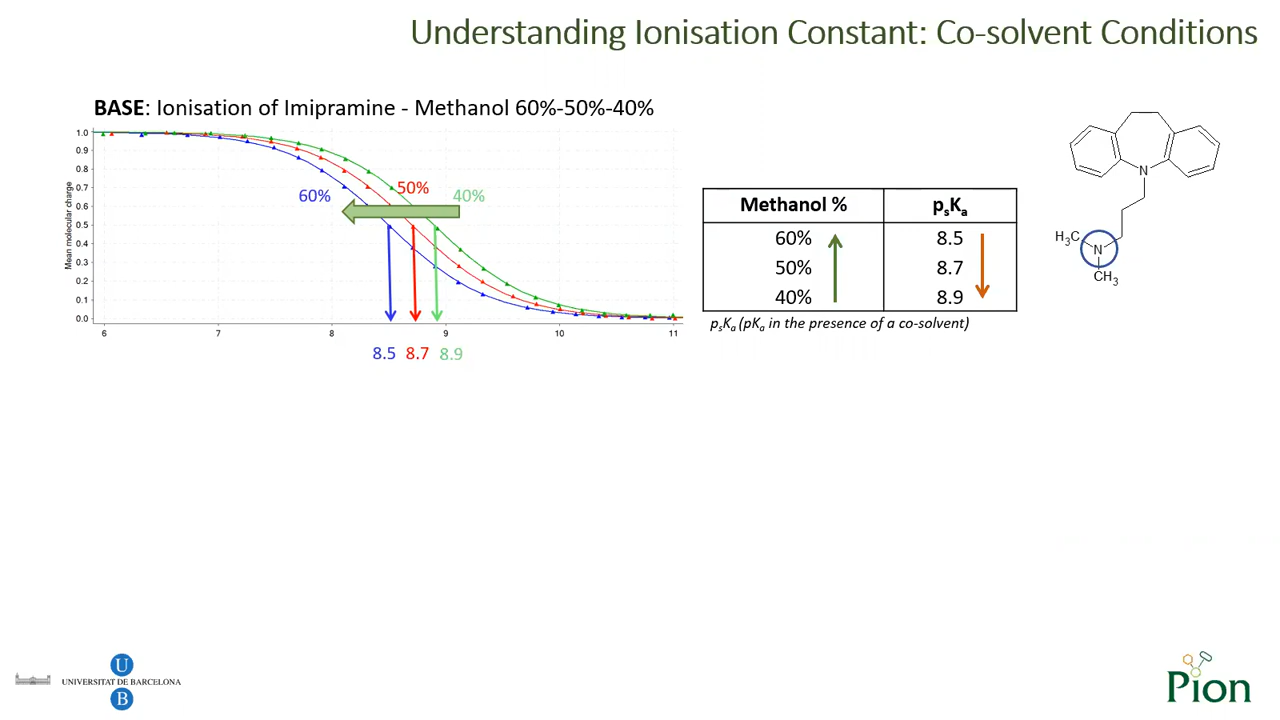 Understanding Ionisation Constant: Co-solvent Conditions
BASE: Ionisation of Imipramine - Methanol 60%-50%-40%
Mean molecular charge
1.0
0.9
0.8
0.7
0.6
0.5
0.4
0.3
0.2
0.1
0.0
60%
50%
40%
6 7 8 9 10 11
8.5 8.7 8.9
Methanol % psKa
60% 8.5
50% 8.7
40% 8.9
psKa (pKa in the presence of a co-solvent)
N
H3C
N
CH3
U
UNIVERSITAT DE BARCELONA
B
Pion